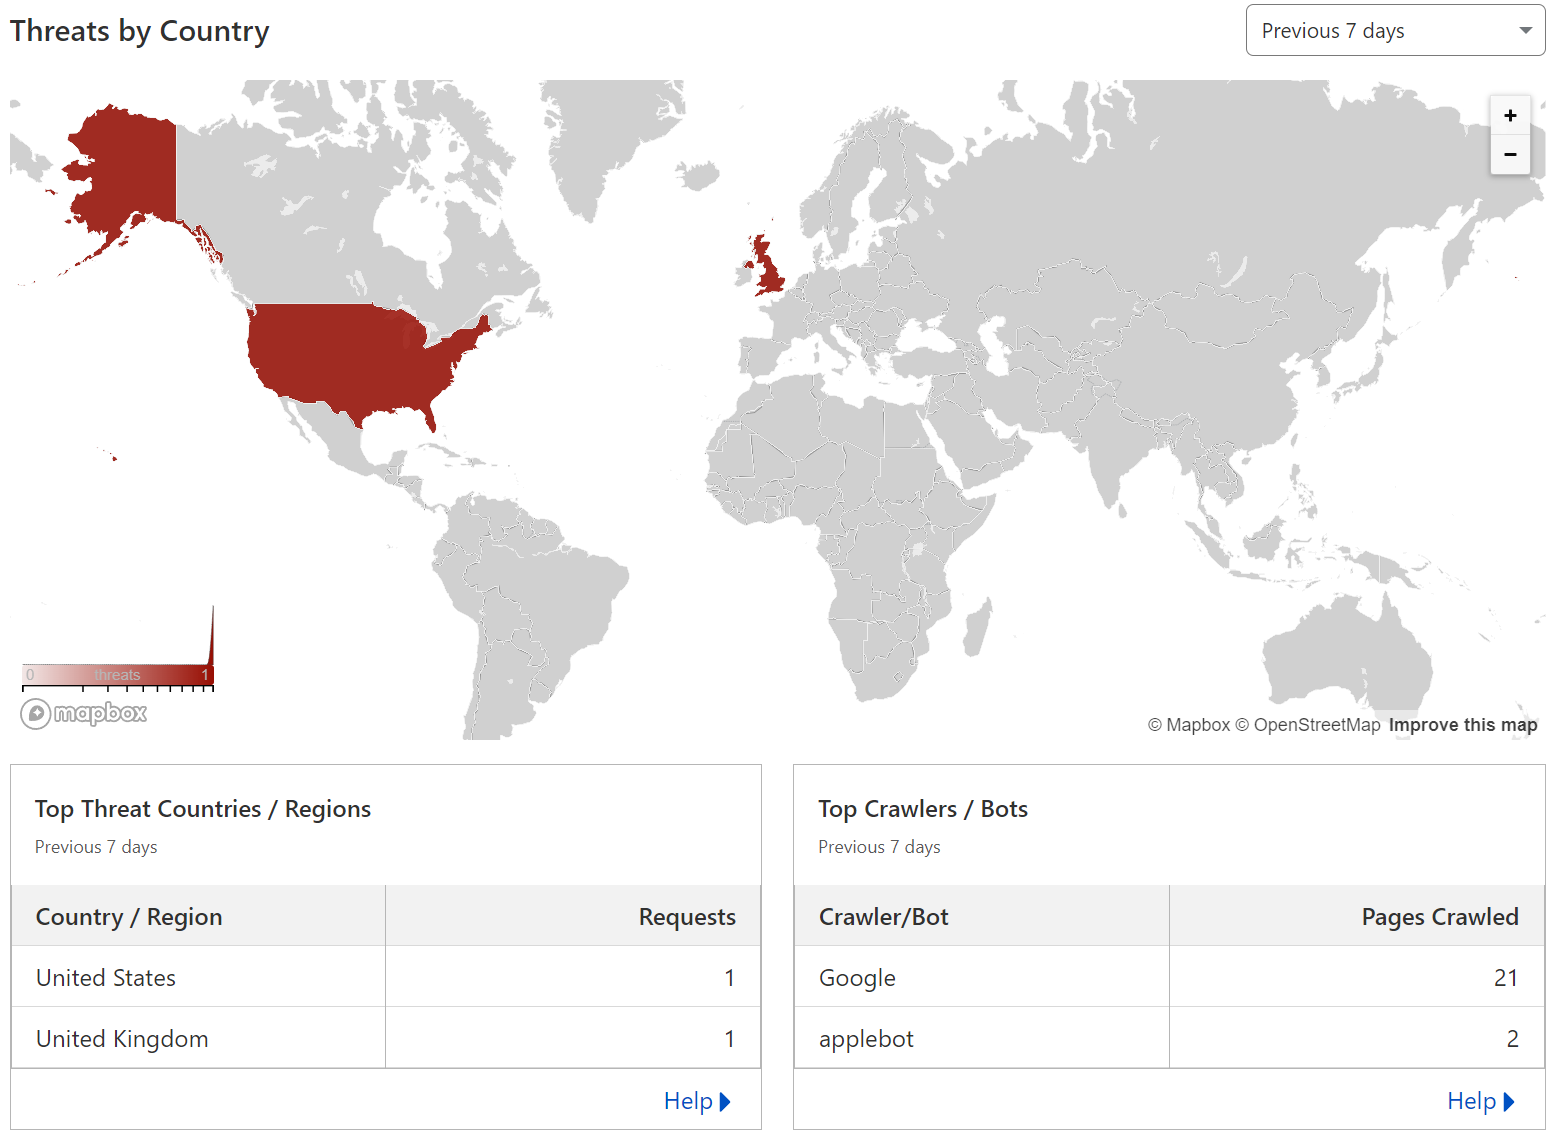 Threats by Country
Previous 7 days
+
−
0 threats 1
mapbox
© Mapbox © OpenStreetMap Improve this map
Top Threat Countries / Regions
Previous 7 days
Country / Region Requests
United States 1
United Kingdom 1
Help
Top Crawlers / Bots
Previous 7 days
Crawler/Bot Pages Crawled
Google 21
applebot 2
Help